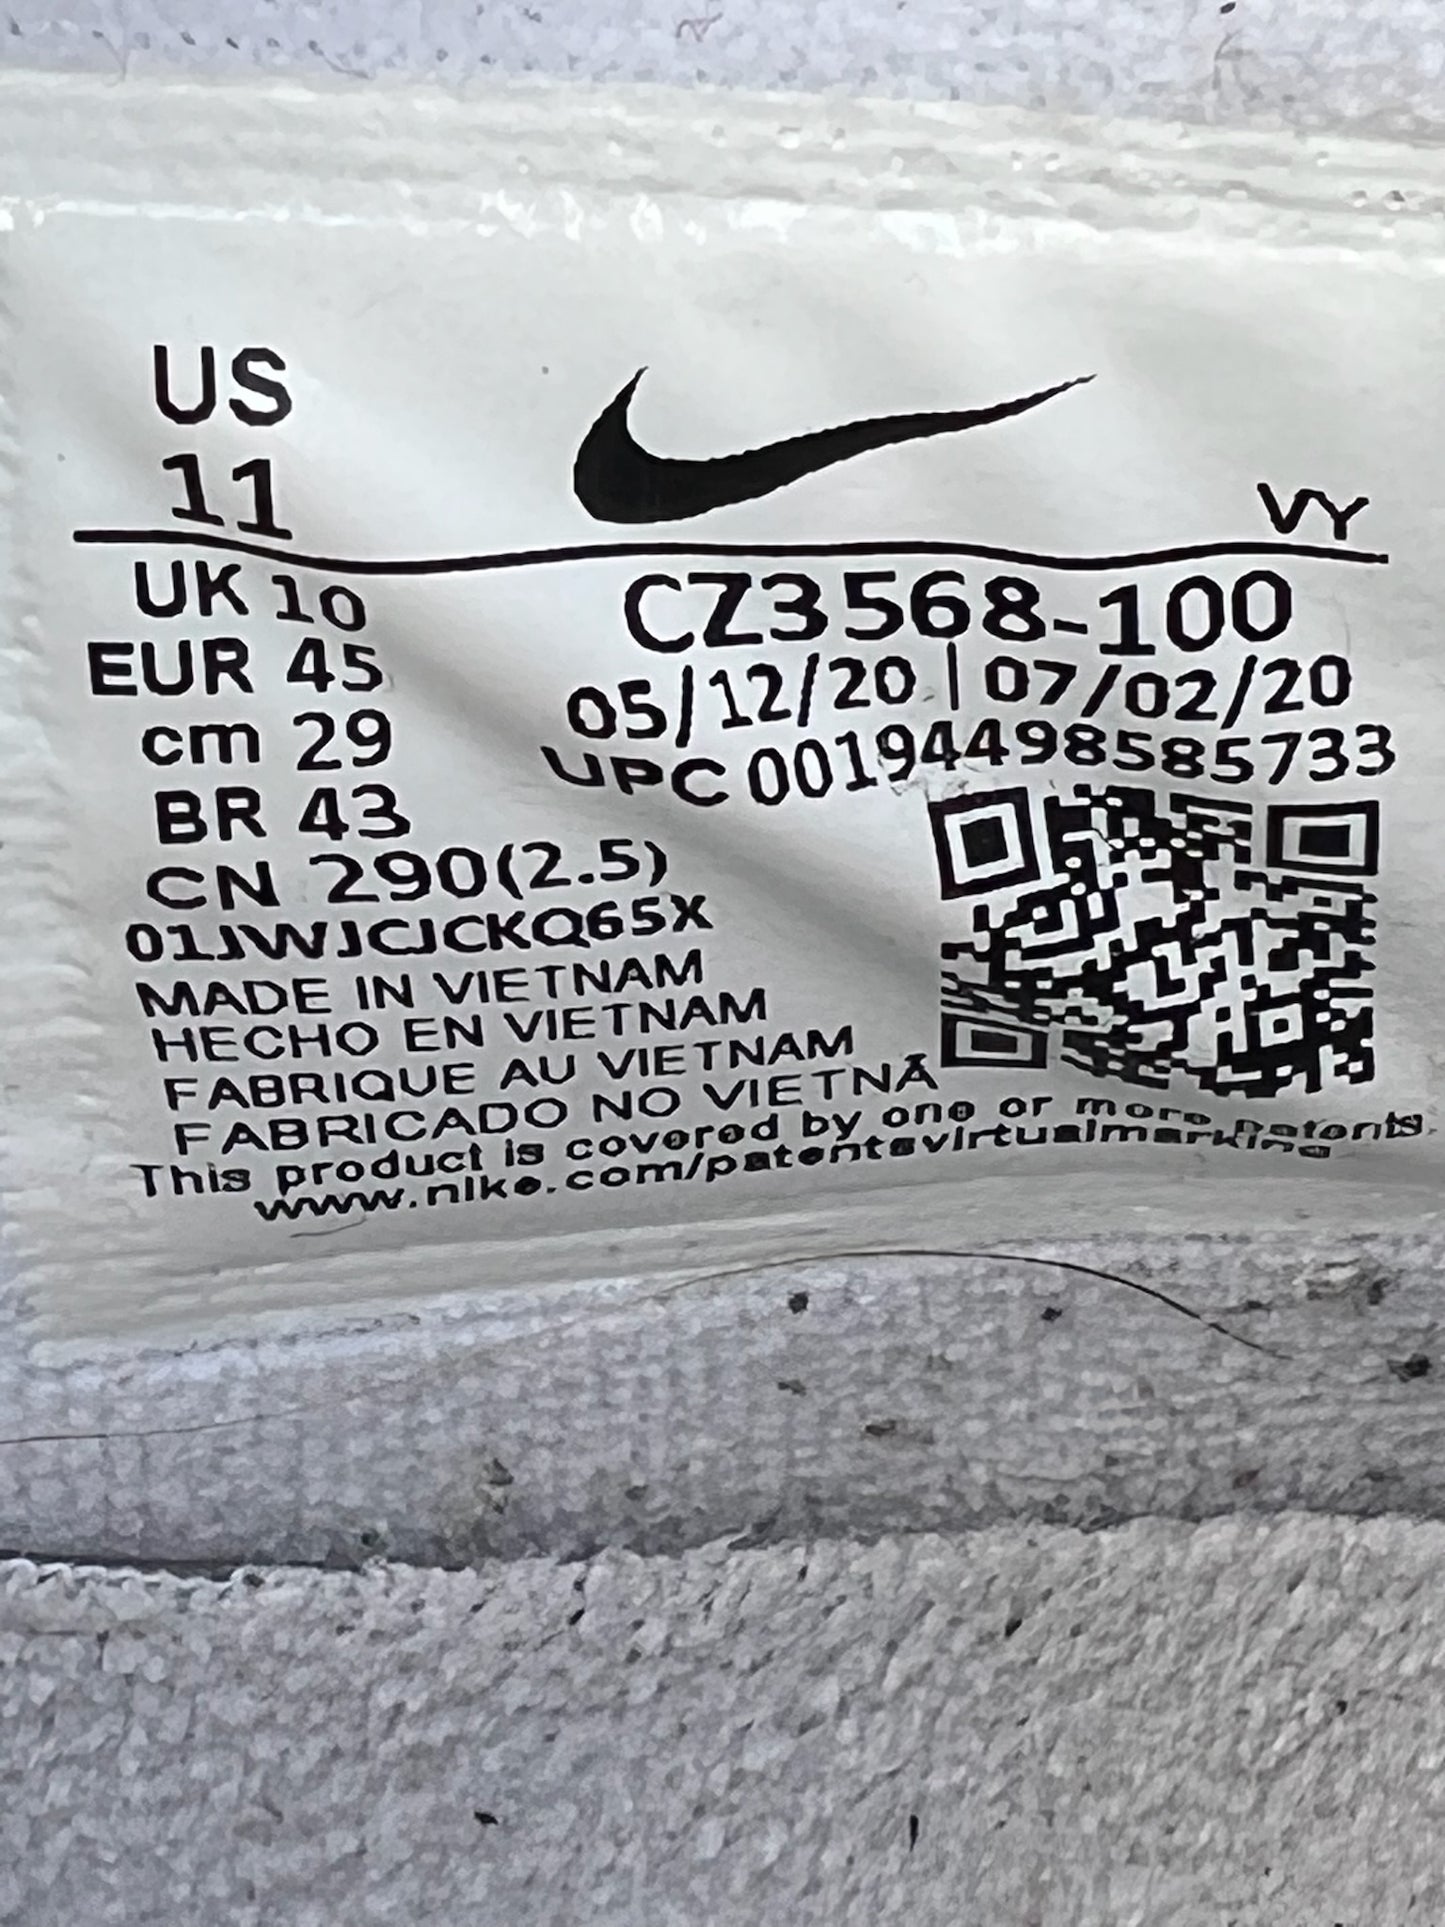 US
11
VY
UK 10
EUR 45
cm 29
BR 43
CN 290(2.5)
CZ3568-100
05/12/20 | 07/02/20
UPC 00194498585733
01JWJCJCKQ65X
MADE IN VIETNAM
HECHO EN VIETNAM
FABRIQUE AU VIETNAM
FABRICADO NO VIETNÃ
This product is covered by one or more patents.
www.nike.com/patentsvirtualmarking